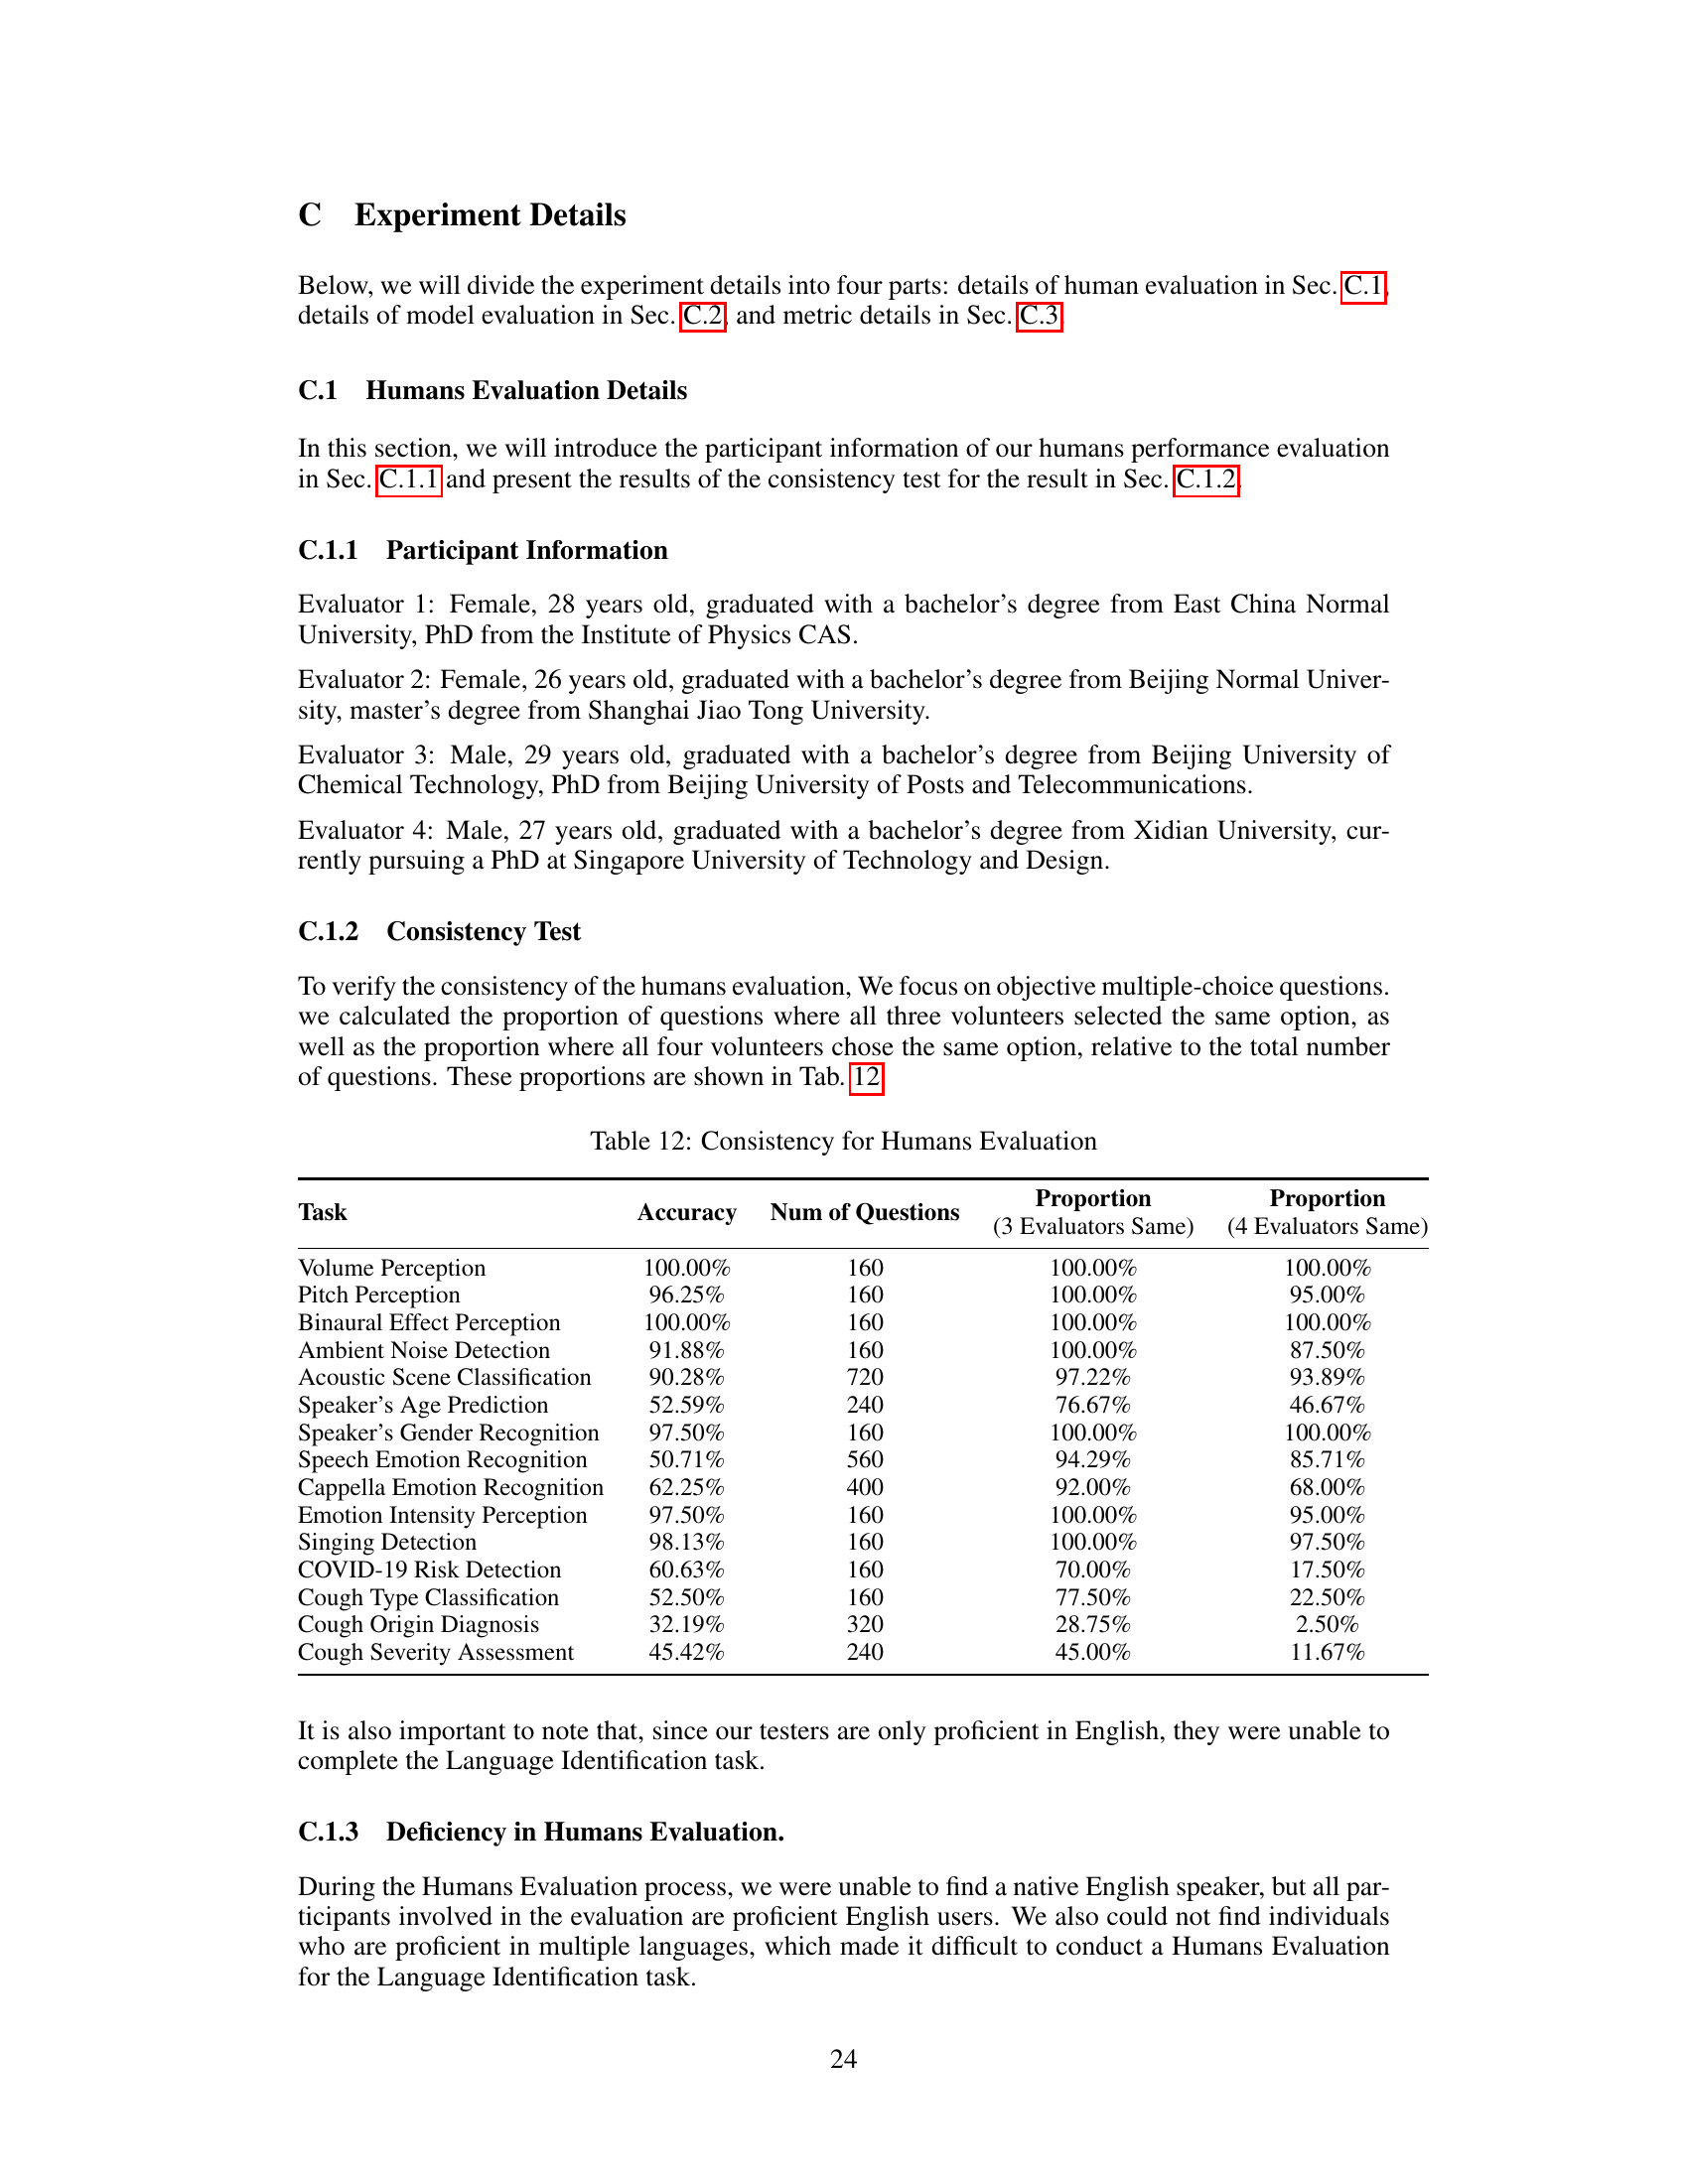 C Experiment Details
Below, we will divide the experiment details into four parts: details of human evaluation in Sec. C.1,
details of model evaluation in Sec. C.2, and metric details in Sec. C.3.
C.1 Humans Evaluation Details
In this section, we will introduce the participant information of our humans performance evaluation
in Sec. C.1.1 and present the results of the consistency test for the result in Sec. C.1.2.
C.1.1 Participant Information
Evaluator 1: Female, 28 years old, graduated with a bachelor's degree from East China Normal
University, PhD from the Institute of Physics CAS.
Evaluator 2: Female, 26 years old, graduated with a bachelor's degree from Beijing Normal Univer-
sity, master's degree from Shanghai Jiao Tong University.
Evaluator 3: Male, 29 years old, graduated with a bachelor's degree from Beijing University of
Chemical Technology, PhD from Beijing University of Posts and Telecommunications.
Evaluator 4: Male, 27 years old, graduated with a bachelor's degree from Xidian University, cur-
rently pursuing a PhD at Singapore University of Technology and Design.
C.1.2 Consistency Test
To verify the consistency of the humans evaluation, We focus on objective multiple-choice questions.
we calculated the proportion of questions where all three volunteers selected the same option, as
well as the proportion where all four volunteers chose the same option, relative to the total number
of questions. These proportions are shown in Tab. 12
Table 12: Consistency for Humans Evaluation
Task Accuracy Num of Questions Proportion (3 Evaluators Same) Proportion (4 Evaluators Same)
Volume Perception 100.00% 160 100.00% 100.00%
Pitch Perception 96.25% 160 100.00% 95.00%
Binaural Effect Perception 100.00% 160 100.00% 100.00%
Ambient Noise Detection 91.88% 160 100.00% 87.50%
Acoustic Scene Classification 90.28% 720 97.22% 93.89%
Speaker's Age Prediction 52.59% 240 76.67% 46.67%
Speaker's Gender Recognition 97.50% 160 100.00% 100.00%
Speech Emotion Recognition 50.71% 560 94.29% 85.71%
Cappella Emotion Recognition 62.25% 400 92.00% 68.00%
Emotion Intensity Perception 97.50% 160 100.00% 95.00%
Singing Detection 98.13% 160 100.00% 97.50%
COVID-19 Risk Detection 60.63% 160 70.00% 17.50%
Cough Type Classification 52.50% 160 77.50% 22.50%
Cough Origin Diagnosis 32.19% 320 28.75% 2.50%
Cough Severity Assessment 45.42% 240 45.00% 11.67%
It is also important to note that, since our testers are only proficient in English, they were unable to
complete the Language Identification task.
C.1.3 Deficiency in Humans Evaluation.
During the Humans Evaluation process, we were unable to find a native English speaker, but all par-
ticipants involved in the evaluation are proficient English users. We also could not find individuals
who are proficient in multiple languages, which made it difficult to conduct a Humans Evaluation
for the Language Identification task.
24